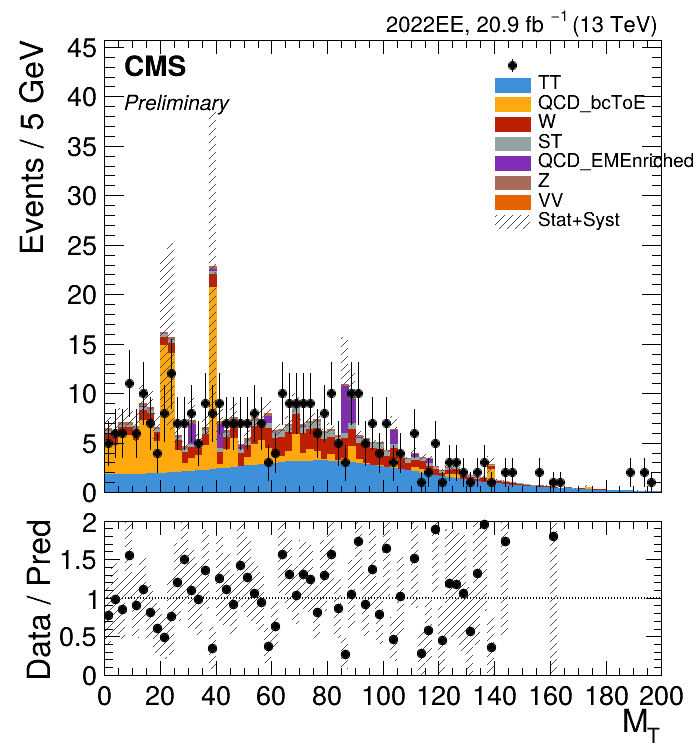 2022EE, 20.9 fb⁻¹ (13 TeV)
CMS
Preliminary
TT
QCD_bcToE
W
ST
QCD_EMEnriched
Z
VV
Stat+Syst
Events / 5 GeV
45
40
35
30
25
20
15
10
5
0
Data / Pred
2
1.5
1
0.5
0
0 20 40 60 80 100 120 140 160 180 200
M_T